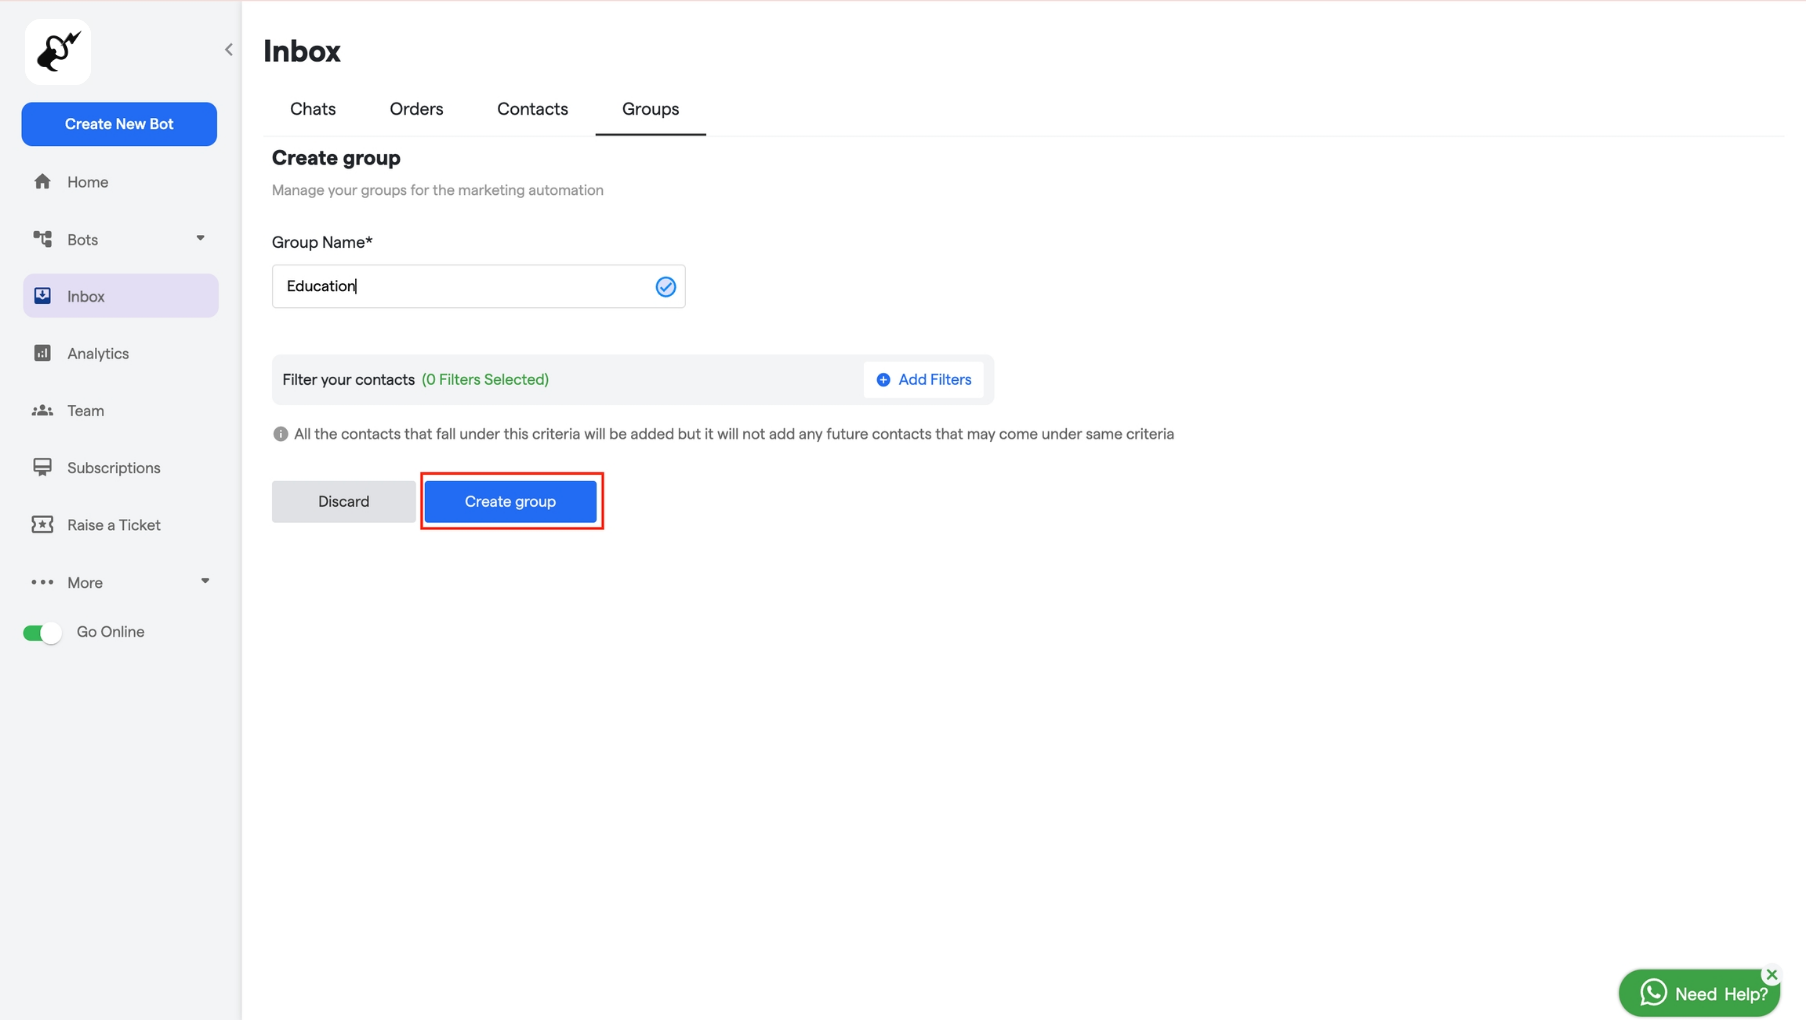 Create New Bot
Home
Bots
Inbox
Analytics
Team
Subscriptions
Raise a Ticket
More
Go Online
Inbox
Chats
Orders
Contacts
Groups
Create group
Manage your groups for the marketing automation
Group Name*
Education
Filter your contacts (0 Filters Selected)
Add Filters
All the contacts that fall under this criteria will be added but it will not add any future contacts that may come under same criteria
Discard
Create group
Need Help?